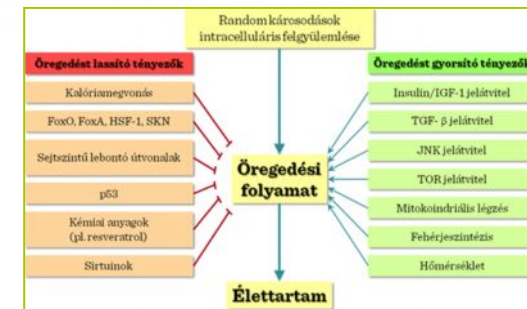 Random károsodások
intracelluláris felgyülemlése
Öregedést lassító tényezők
Kalóriamegvonás
FoxO, FoxA, HSF-1, SKN
Sejtszintű lebontó útvonalak
p53
Kémiai anyagok
(pl. resveratrol)
Sirtuinok
Öregedési
folyamat
Élettartam
Öregedést gyorsító tényezők
Insulin/IGF-1 jelátvitel
TGF- β jelátvitel
JNK jelátvitel
TOR jelátvitel
Mitokoindriális légzés
Fehérjeszintézis
Hőmérséklet